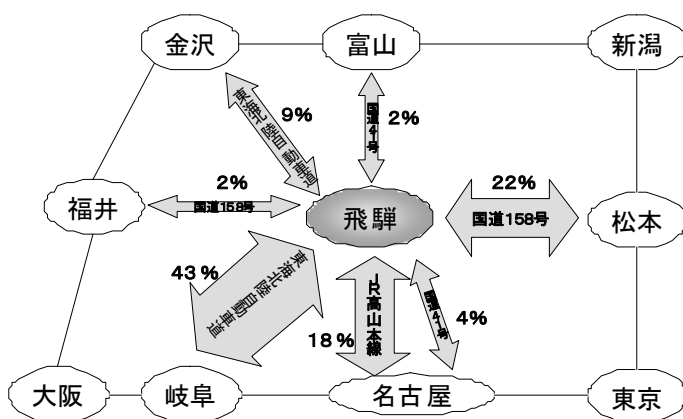 金沢
富山
新潟
東海北陸自動車道
9%
国道41号
2%
2%
国道158号
22%
国道158号
福井
飛騨
松本
43%
東海北陸自動車道
JR高山本線
18%
国道41号
4%
大阪
岐阜
名古屋
東京